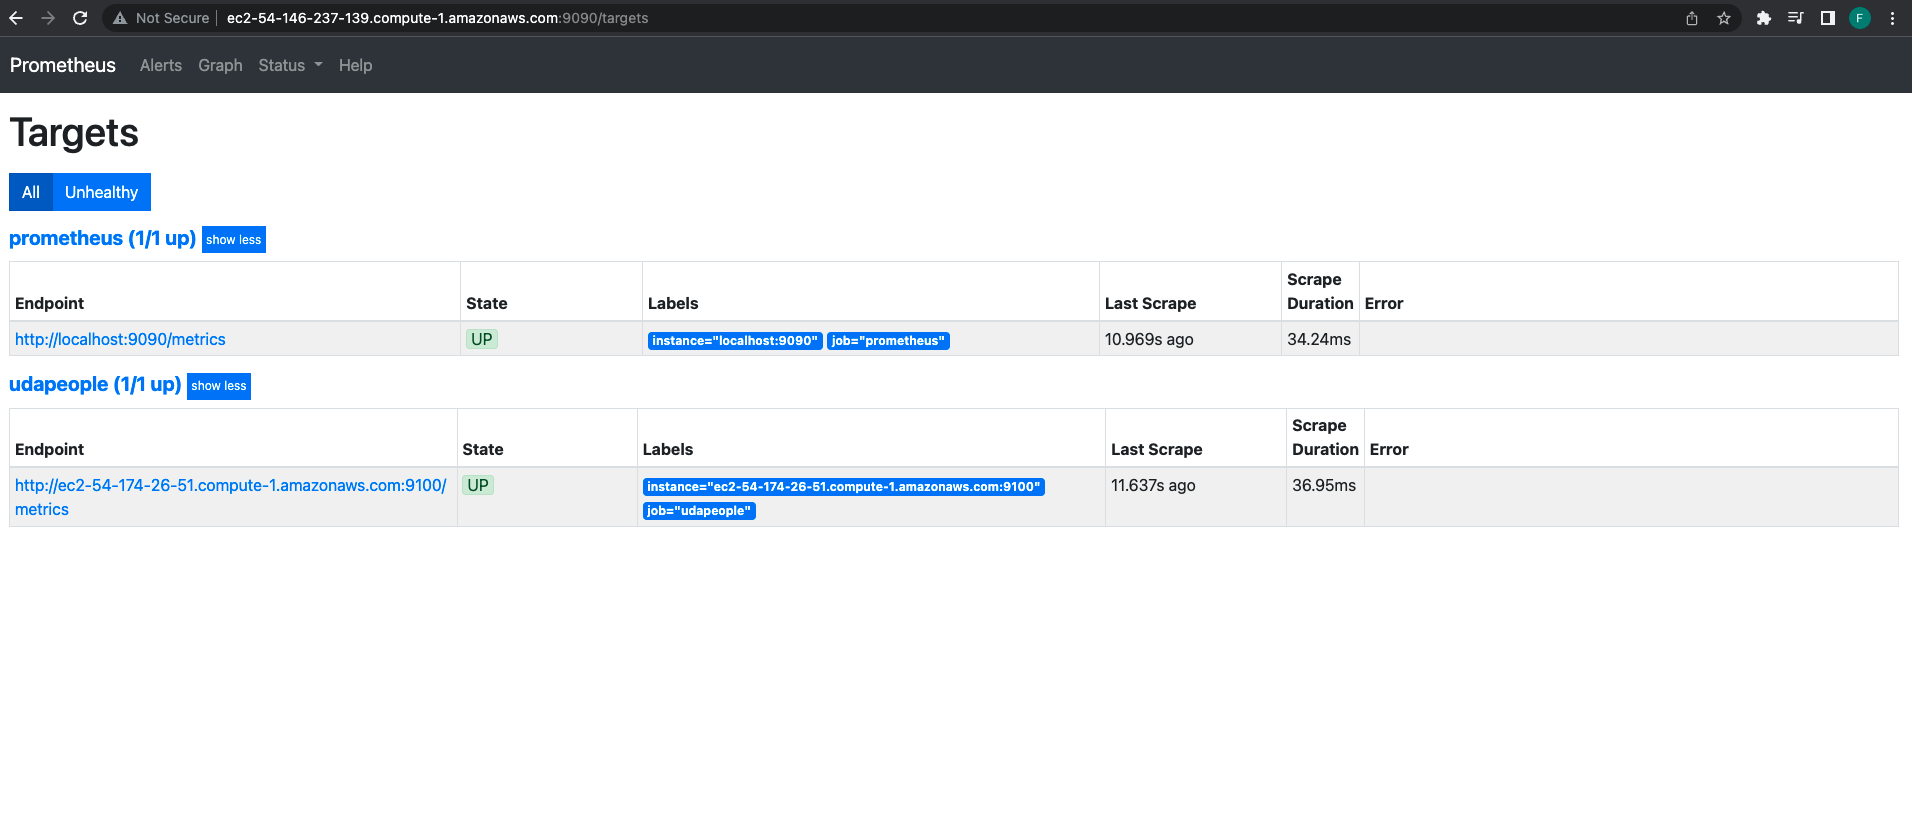 Not Secure ec2-54-146-237-139.compute-1.amazonaws.com:9090/targets
F
Prometheus Alerts Graph Status Help
Targets
All Unhealthy
prometheus (1/1 up) show less
Endpoint State Labels Last Scrape Scrape Duration Error
http://localhost:9090/metrics UP instance="localhost:9090" job="prometheus" 10.969s ago 34.24ms
udapeople (1/1 up) show less
Endpoint State Labels Last Scrape Scrape Duration Error
http://ec2-54-174-26-51.compute-1.amazonaws.com:9100/ UP instance="ec2-54-174-26-51.compute-1.amazonaws.com:9100" 11.637s ago 36.95ms
metrics job="udapeople"